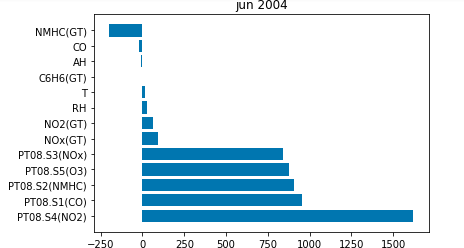 jun 2004
NMHC(GT)
CO
AH
C6H6(GT)
T
RH
NO2(GT)
NOx(GT)
PT08.S3(NOx)
PT08.S5(O3)
PT08.S2(NMHC)
PT08.S1(CO)
PT08.S4(NO2)
−250 0 250 500 750 1000 1250 1500